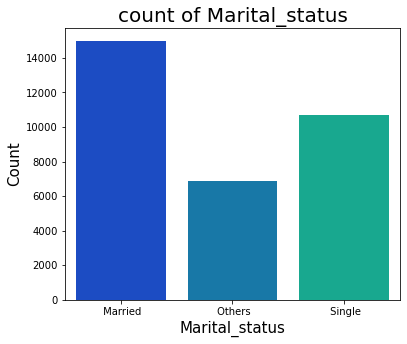 count of Marital_status
14000
12000
10000
8000
6000
4000
2000
0
Count
Married Others Single
Marital_status